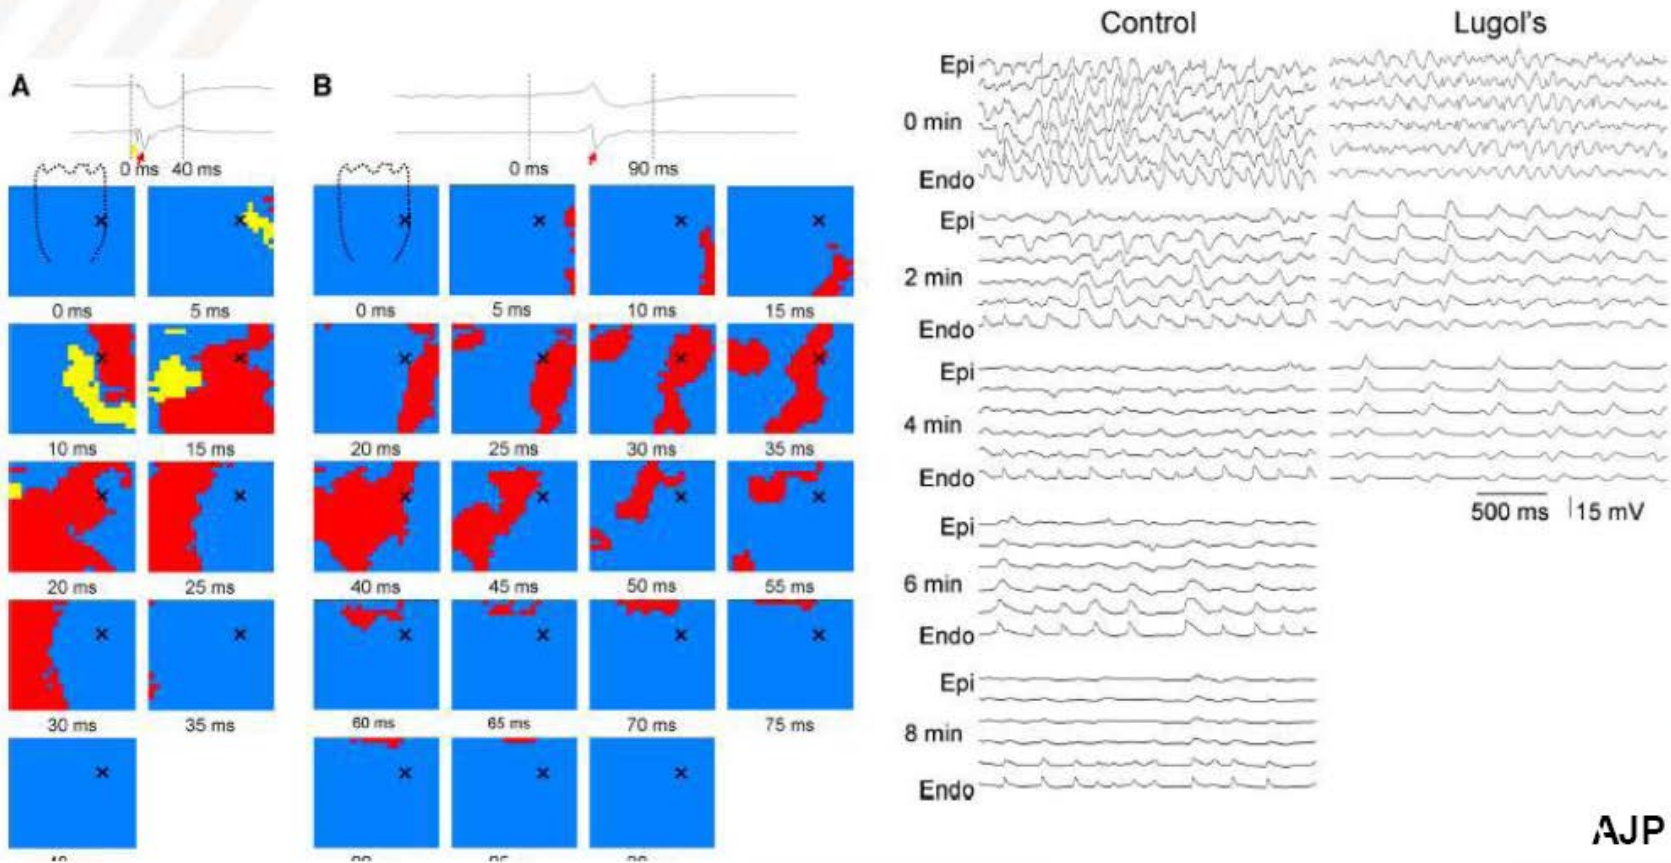 A
0 ms 40 ms
0 ms
5 ms
10 ms
15 ms
20 ms
25 ms
30 ms
35 ms
B
0 ms
90 ms
0 ms
5 ms
10 ms
15 ms
20 ms
25 ms
30 ms
35 ms
40 ms
45 ms
50 ms
55 ms
60 ms
65 ms
70 ms
75 ms
Control
Lugol's
Epi
0 min
Endo
Epi
2 min
Endo
Epi
4 min
Endo
500 ms
15 mV
Epi
6 min
Endo
Epi
8 min
Endo
AJP